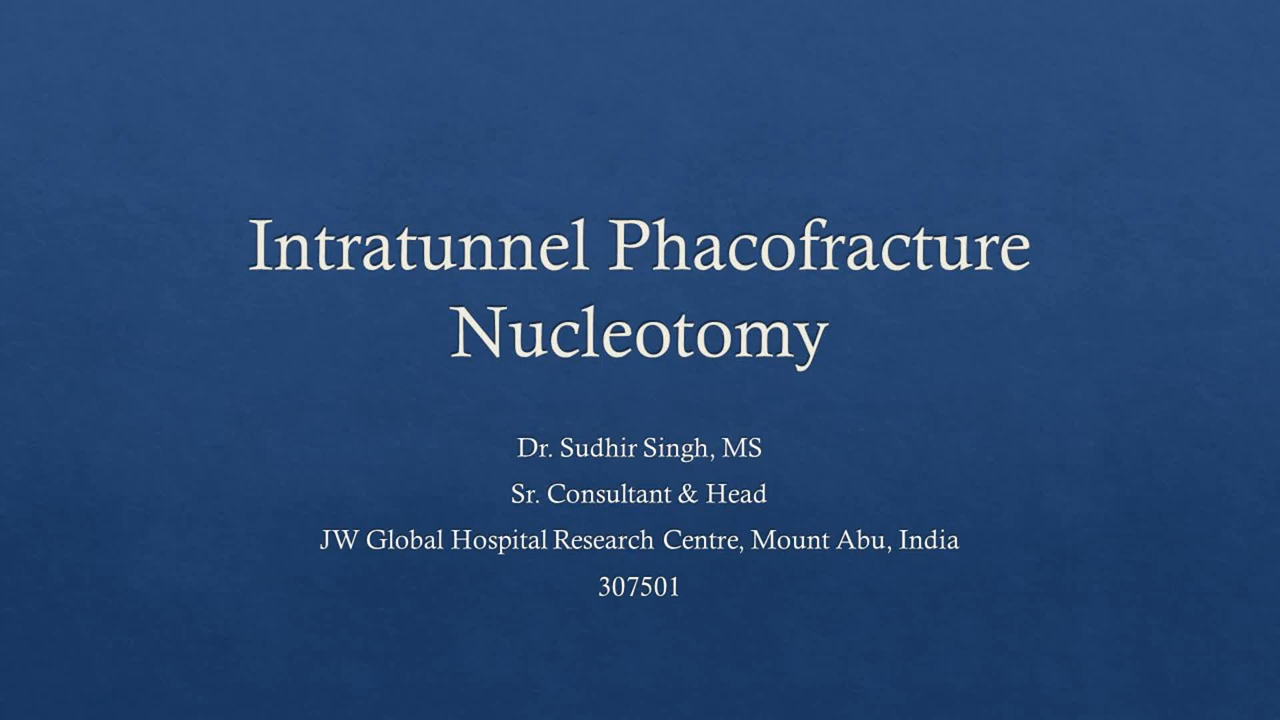 Intratunnel Phacofracture
Nucleotomy
Dr. Sudhir Singh, MS
Sr. Consultant & Head
JW Global Hospital Research Centre, Mount Abu, India
307501